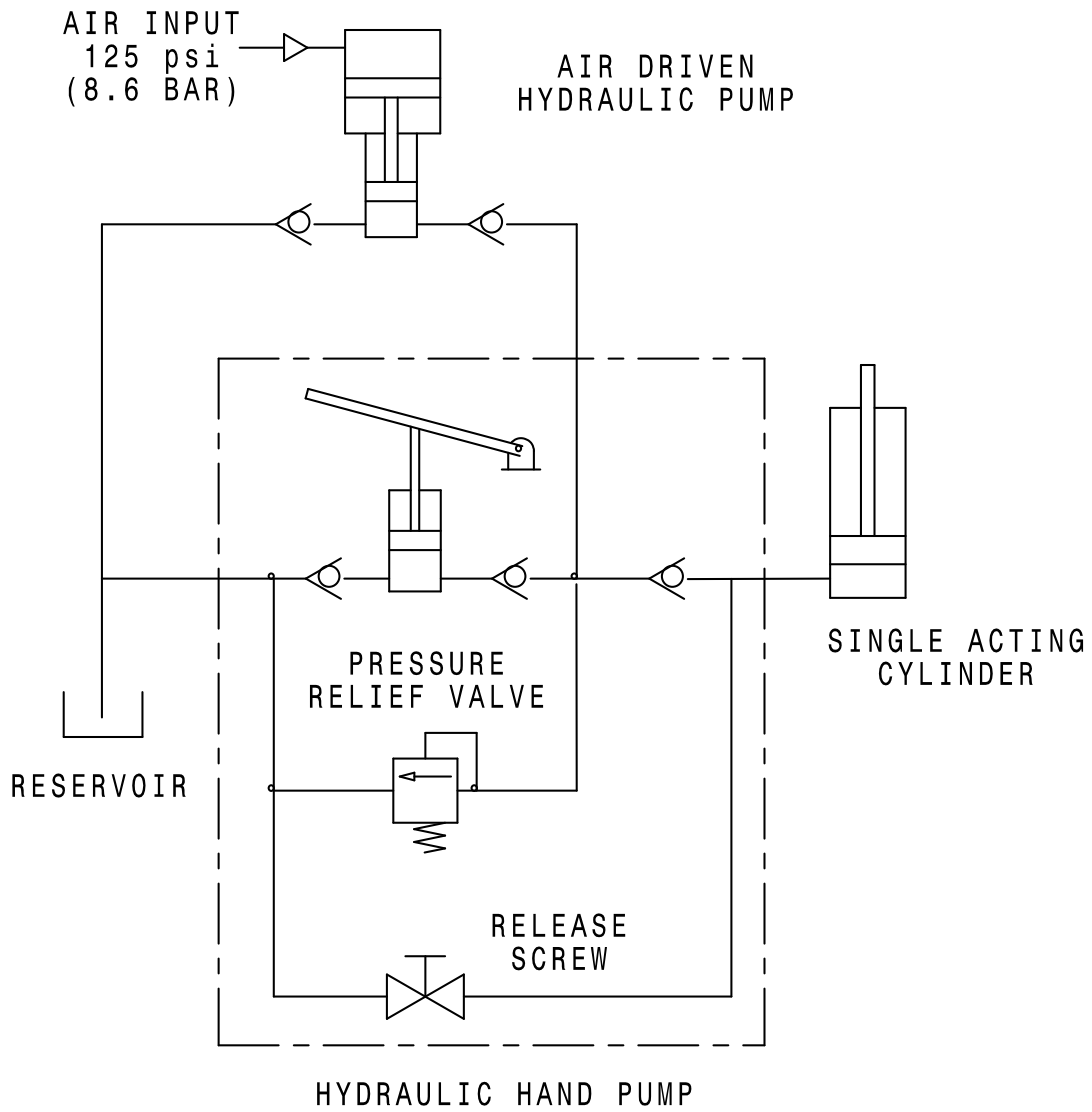 AIR INPUT
125 psi
(8.6 BAR)
AIR DRIVEN
HYDRAULIC PUMP
SINGLE ACTING
CYLINDER
PRESSURE
RELIEF VALVE
RESERVOIR
RELEASE
SCREW
HYDRAULIC HAND PUMP